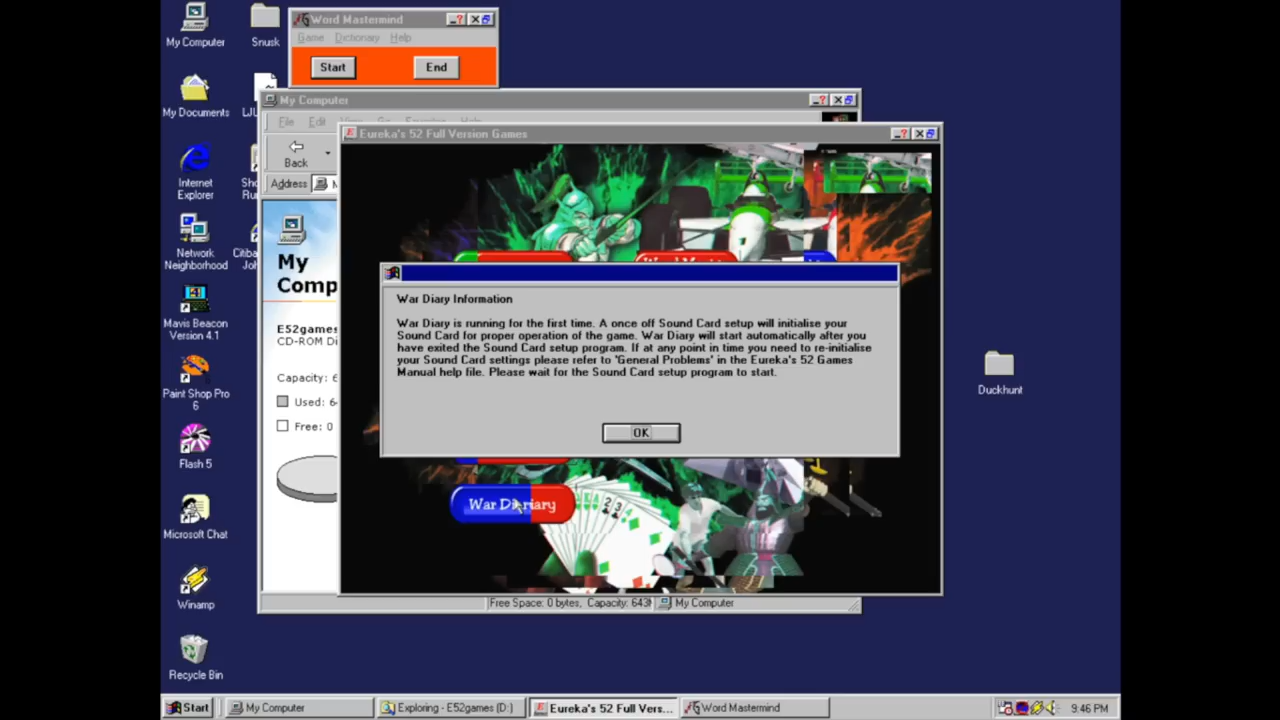 My Computer
Snusk
Word Mastermind
Game Dictionary Help
Start End
My Documents
My Computer
File Edit Go Help
Eureka's 52 Full Version Games
Back
Internet
Explorer
Address
Network
Neighborhood
My
Comp
War Diary Information
War Diary is running for the first time. A once off Sound Card setup will initialise your
Sound Card for proper operation of the game. War Diary will start automatically after you
have exited the Sound Card setup program. If at any point in time you need to re-initialise
your Sound Card settings please refer to 'General Problems' in the Eureka's 52 Games
Manual help file. Please wait for the Sound Card setup program to start.
OK
Mavis Beacon
Version 4.1
E52games
CD-ROM Di
Capacity: 6
Used: 64
Free: 0
Duckhunt
Paint Shop Pro
6
Flash 5
War Diariary
Microsoft Chat
Winamp
Free Space: 0 bytes, Capacity: 643M
My Computer
Recycle Bin
Start
My Computer
Exploring - E52games (D:)
Eureka's 52 Full Vers...
Word Mastermind
9:46 PM